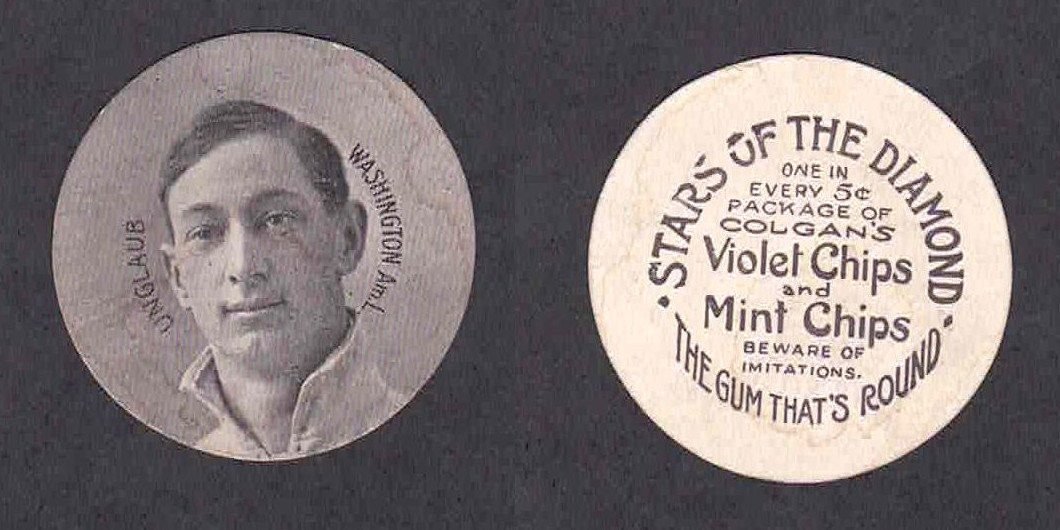 UNGLAUB
WASHINGTON Am.L.
• STARS OF THE DIAMOND •
ONE IN
EVERY 5¢
PACKAGE OF
COLGAN'S
Violet Chips
and
Mint Chips
BEWARE OF
IMITATIONS.
THE GUM THAT'S ROUND